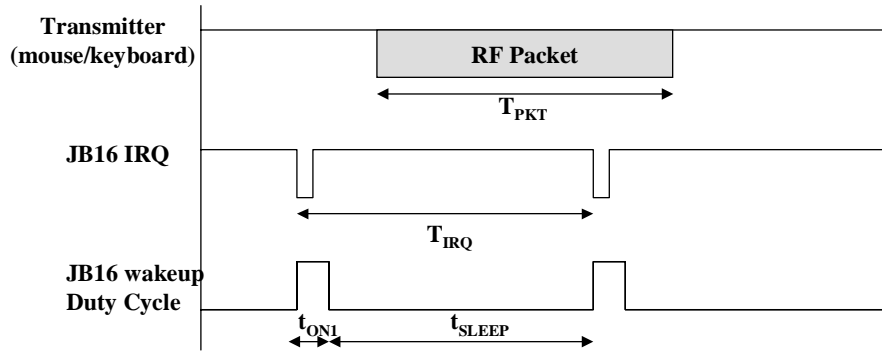 Transmitter
(mouse/keyboard)
RF Packet
TPKT
JB16 IRQ
TIRQ
JB16 wakeup
Duty Cycle
tON1
tSLEEP